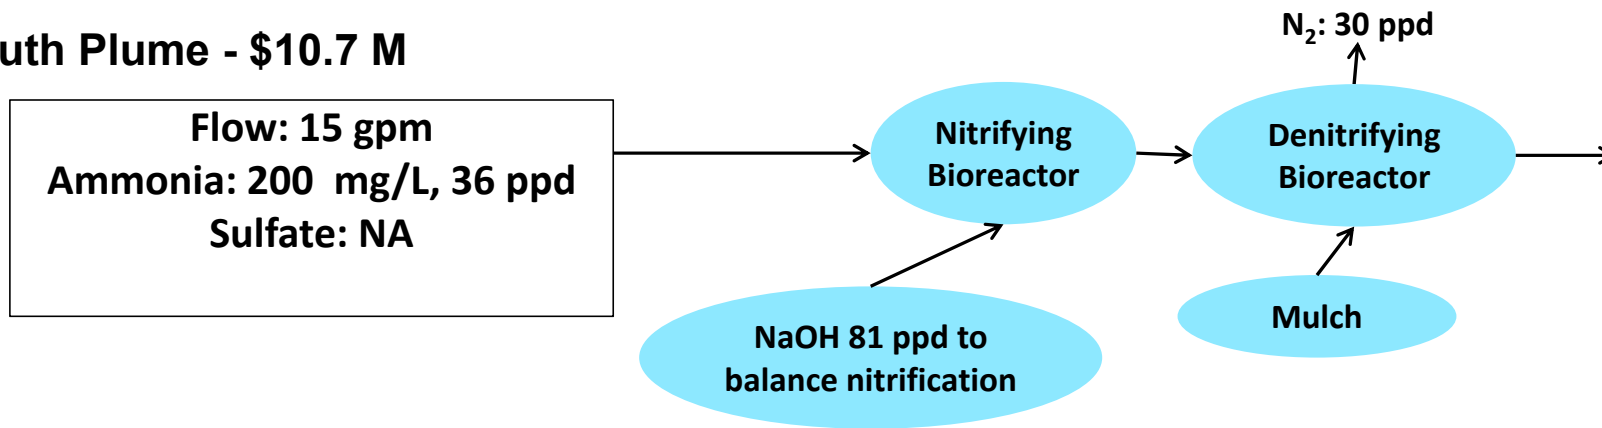 uth Plume - $10.7 M
N₂: 30 ppd
Flow: 15 gpm
Ammonia: 200 mg/L, 36 ppd
Sulfate: NA
Nitrifying
Bioreactor
Denitrifying
Bioreactor
NaOH 81 ppd to
balance nitrification
Mulch